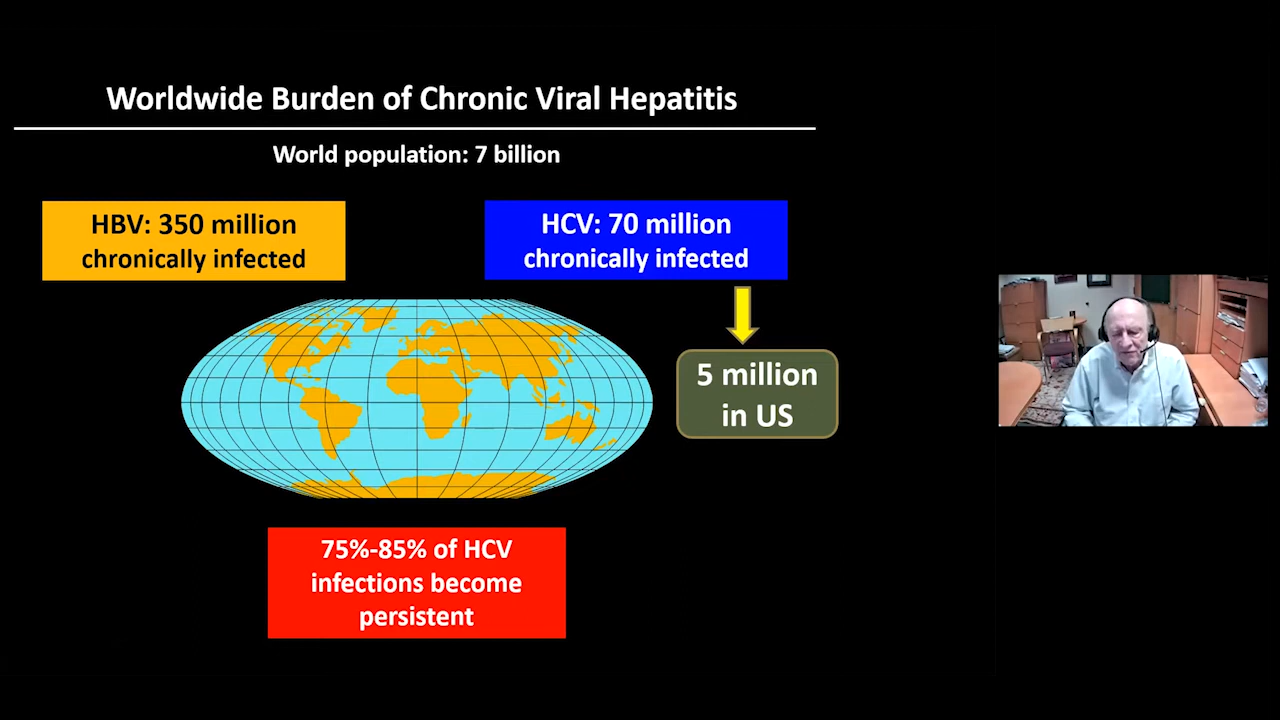 Worldwide Burden of Chronic Viral Hepatitis
World population: 7 billion
HBV: 350 million
chronically infected
HCV: 70 million
chronically infected
5 million
in US
75%-85% of HCV
infections become
persistent